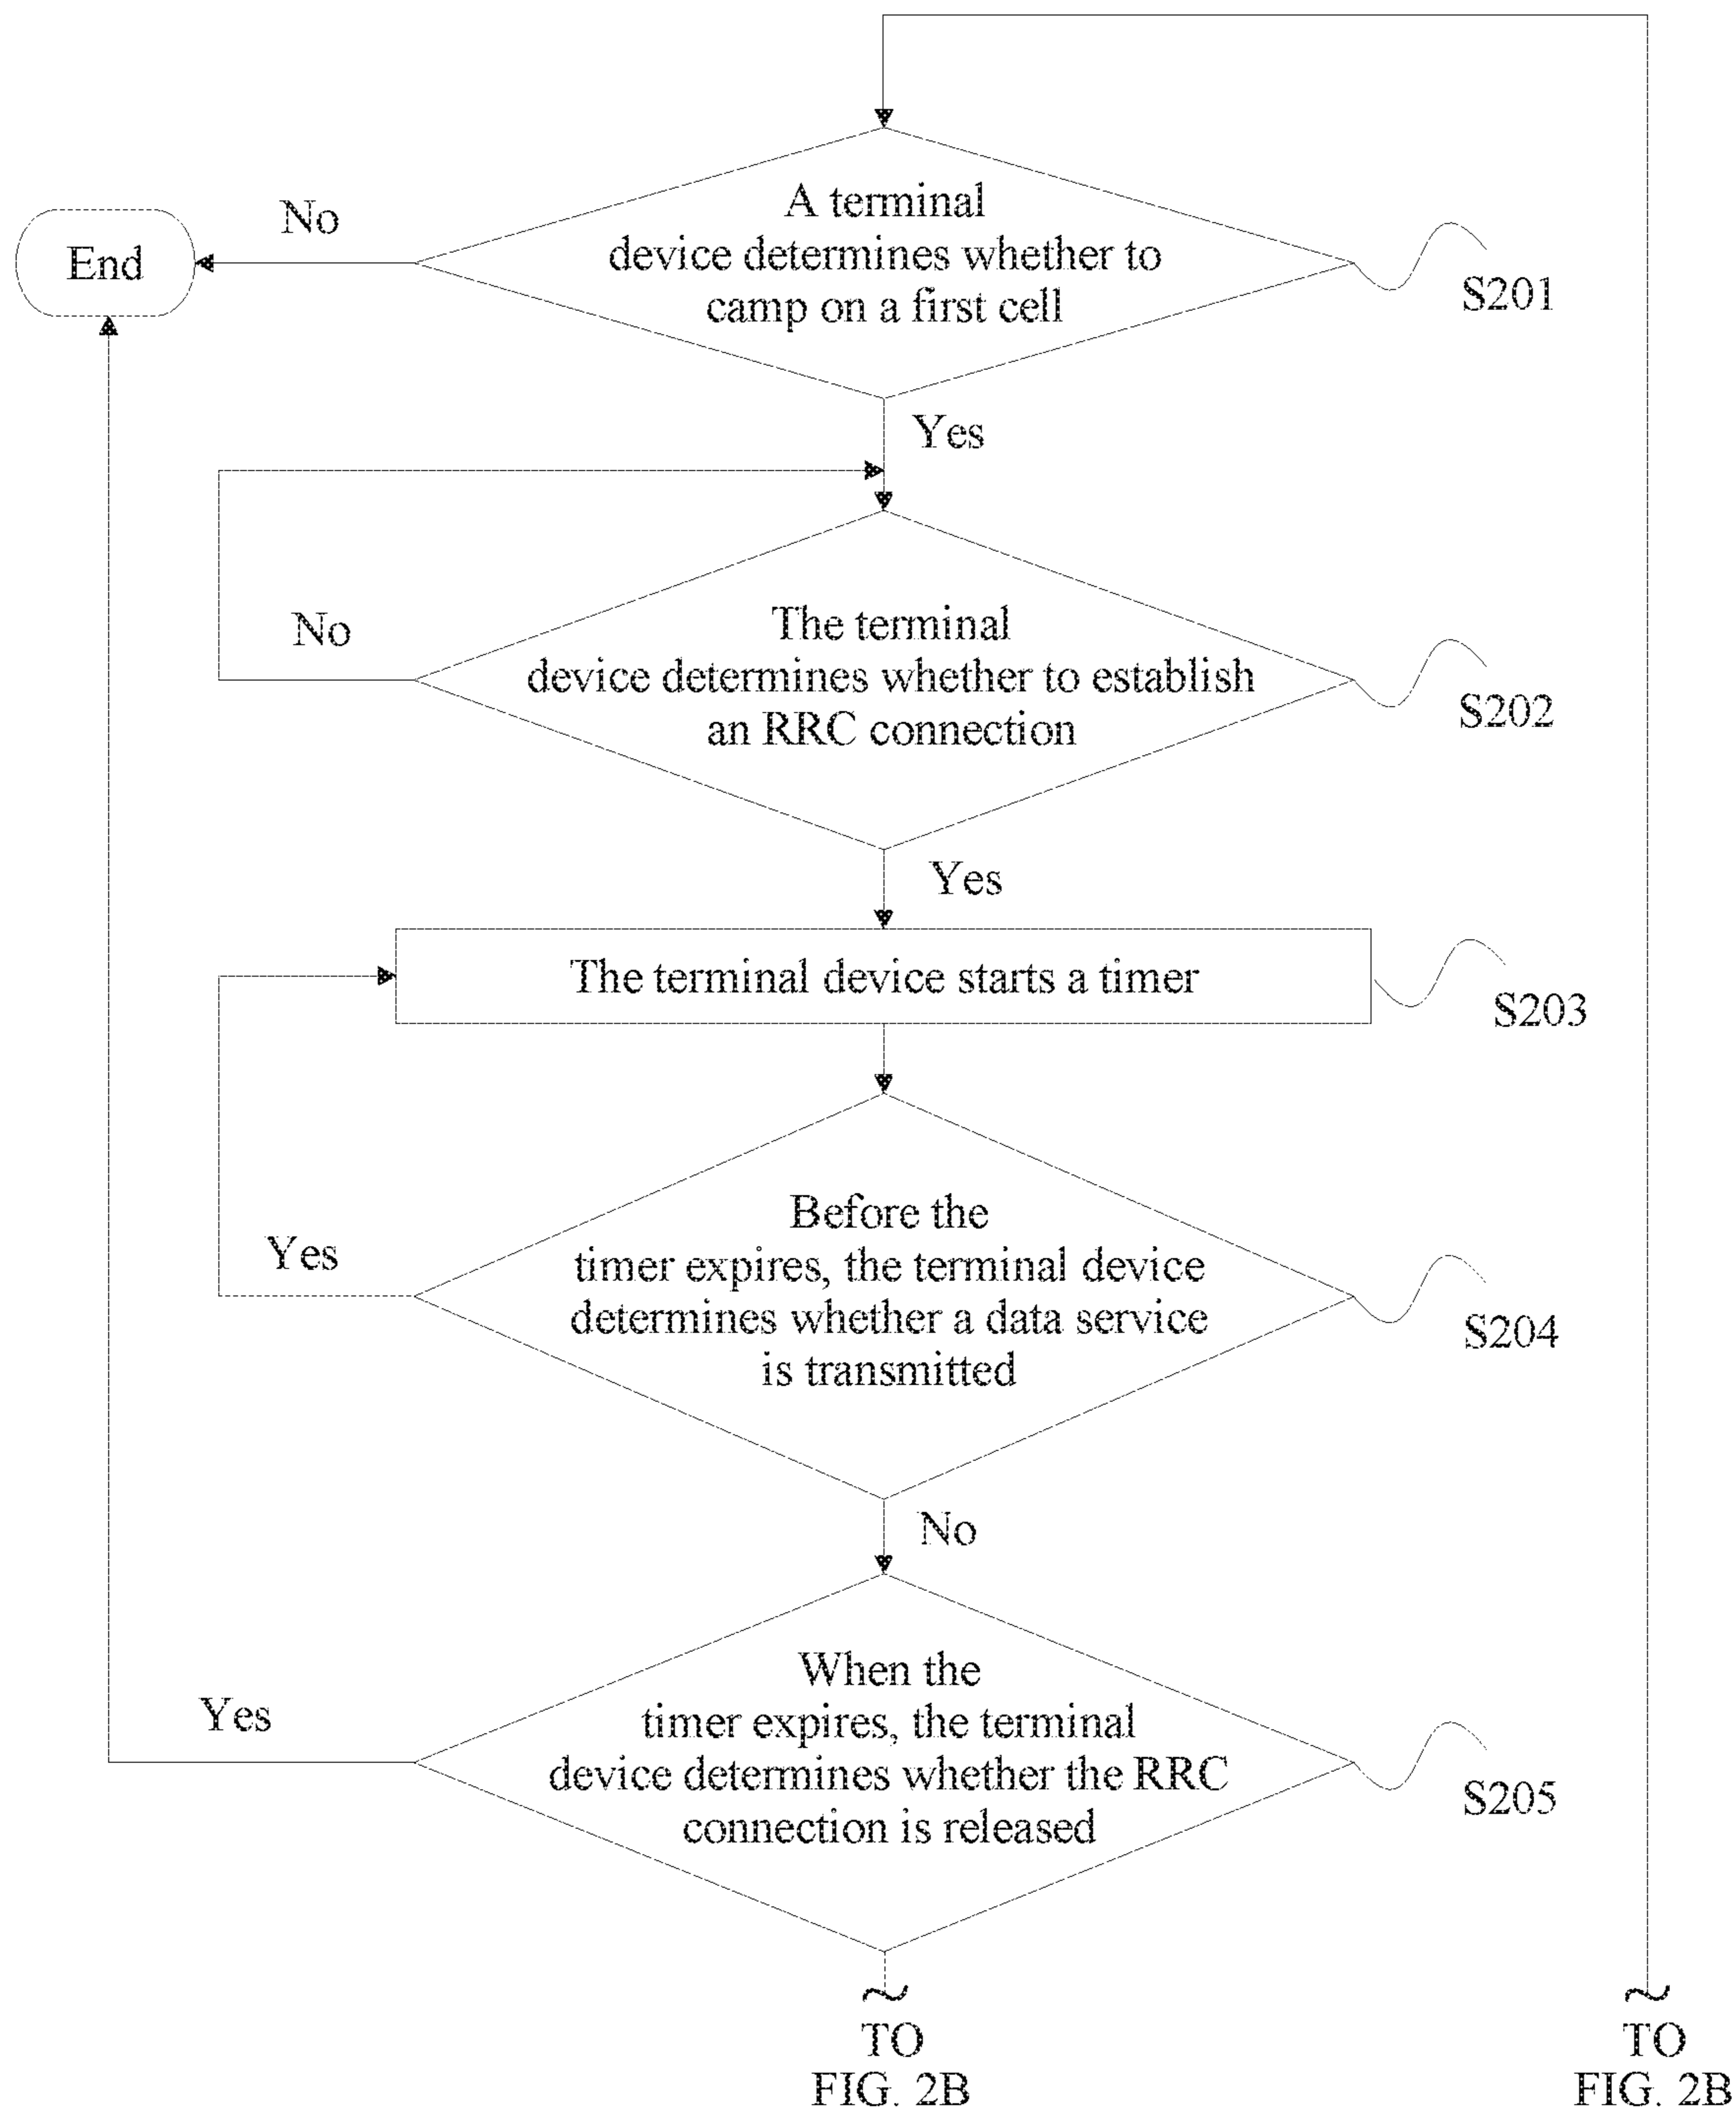 A terminal
device determines whether to
camp on a first cell
No
End
S201
Yes
The terminal
device determines whether to establish
an RRC connection
No
S202
Yes
The terminal device starts a timer
S203
Before the
timer expires, the terminal device
determines whether a data service
is transmitted
Yes
S204
No
When the
timer expires, the terminal
device determines whether the RRC
connection is released
Yes
S205
TO
FIG. 2B
TO
FIG. 2B